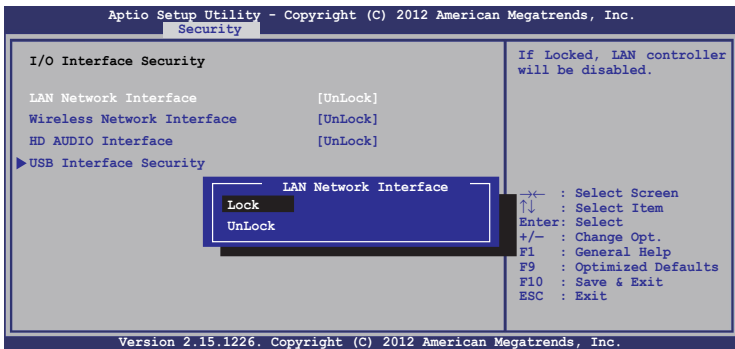 Aptio Setup Utility - Copyright (C) 2012 American Megatrends, Inc.
Security
I/O Interface Security
LAN Network Interface [UnLock]
Wireless Network Interface [UnLock]
HD AUDIO Interface [UnLock]
USB Interface Security
LAN Network Interface
Lock
UnLock
If Locked, LAN controller
will be disabled.
→← : Select Screen
↑↓ : Select Item
Enter: Select
+/— : Change Opt.
F1 : General Help
F9 : Optimized Defaults
F10 : Save & Exit
ESC : Exit
Version 2.15.1226. Copyright (C) 2012 American Megatrends, Inc.